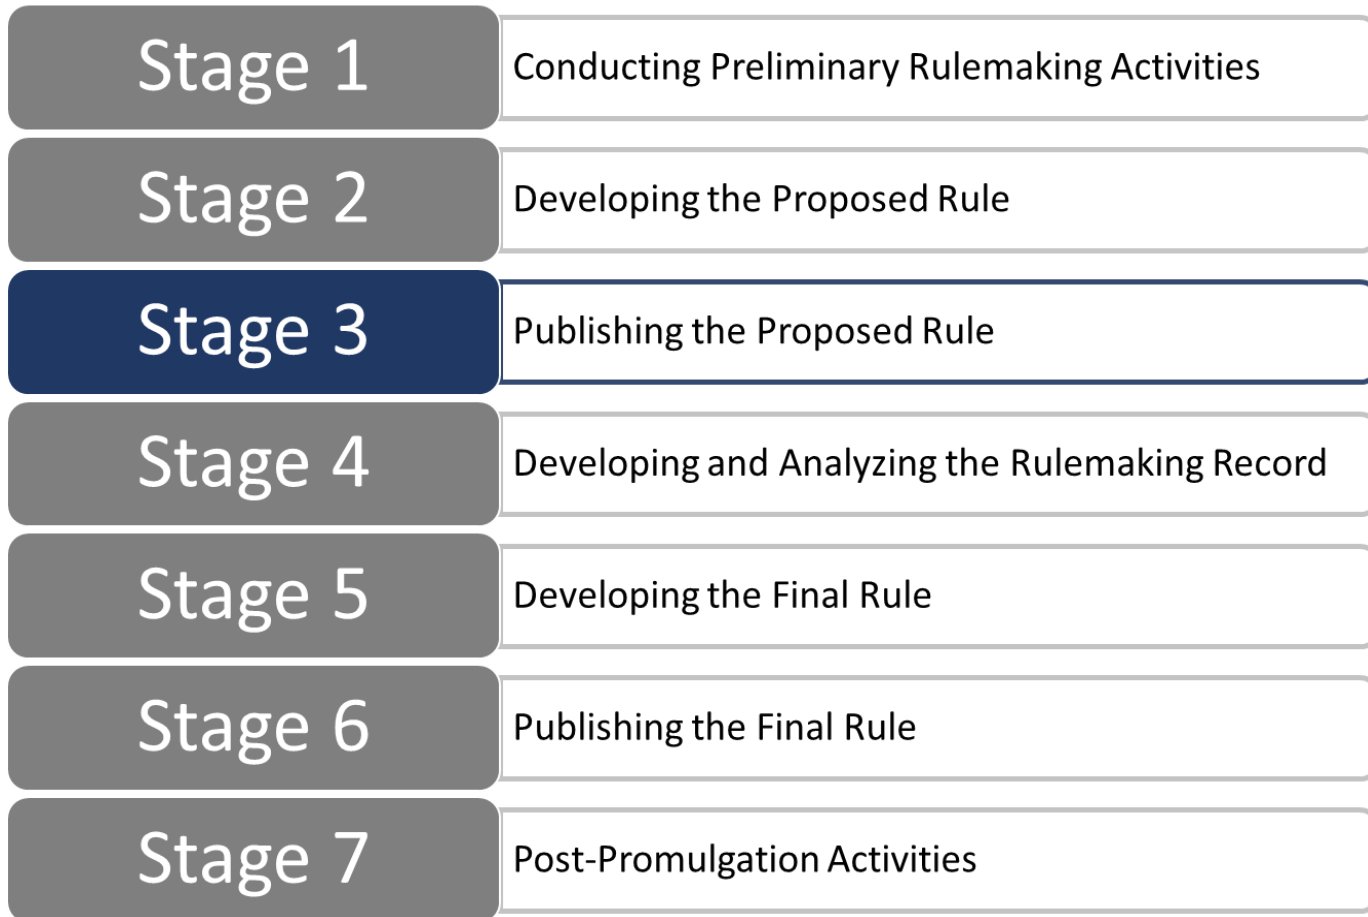 Stage 1
Conducting Preliminary Rulemaking Activities
Stage 2
Developing the Proposed Rule
Stage 3
Publishing the Proposed Rule
Stage 4
Developing and Analyzing the Rulemaking Record
Stage 5
Developing the Final Rule
Stage 6
Publishing the Final Rule
Stage 7
Post-Promulgation Activities